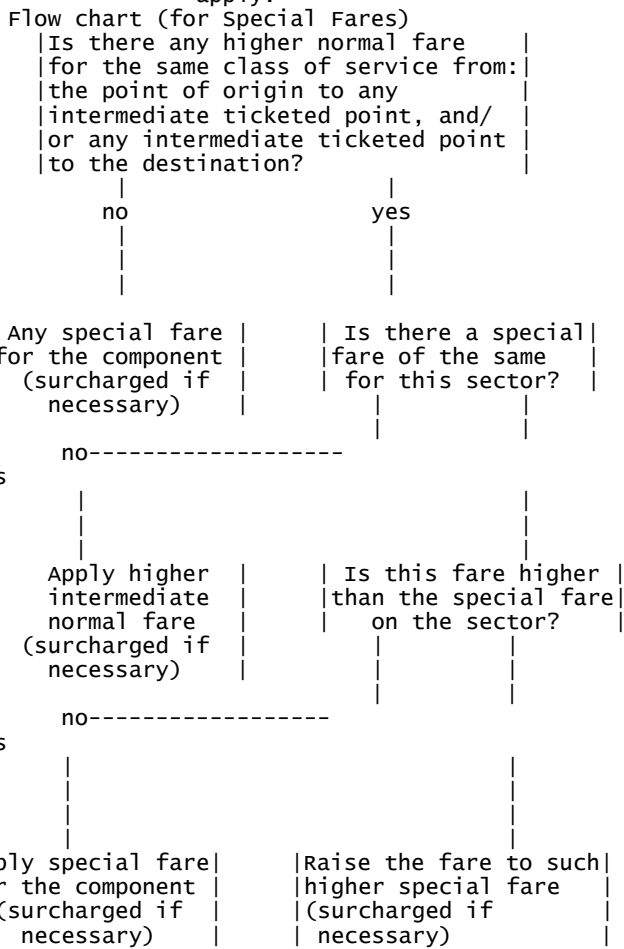 apply.
Flow chart (for Special Fares)
|Is there any higher normal fare |
|for the same class of service from:|
|the point of origin to any |
|intermediate ticketed point, and/ |
|or any intermediate ticketed point |
|to the destination? |
| |
no yes
| |
| |
| |
Any special fare | | Is there a special|
for the component | |fare of the same |
(surcharged if | | for this sector? |
necessary) | | |
| |
no-------------------
s
| |
| |
| |
Apply higher | | Is this fare higher |
intermediate | |than the special fare|
normal fare | | on the sector? |
(surcharged if | | |
necessary) | | |
| |
no------------------
s
| |
| |
| |
| |
ply special fare| |Raise the fare to such|
r the component | |higher special fare |
(surcharged if | |(surcharged if |
necessary) | | necessary) |